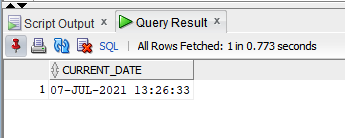 Script Output x Query Result x
SQL | All Rows Fetched: 1 in 0.773 seconds
CURRENT_DATE
1 07-JUL-2021 13:26:33